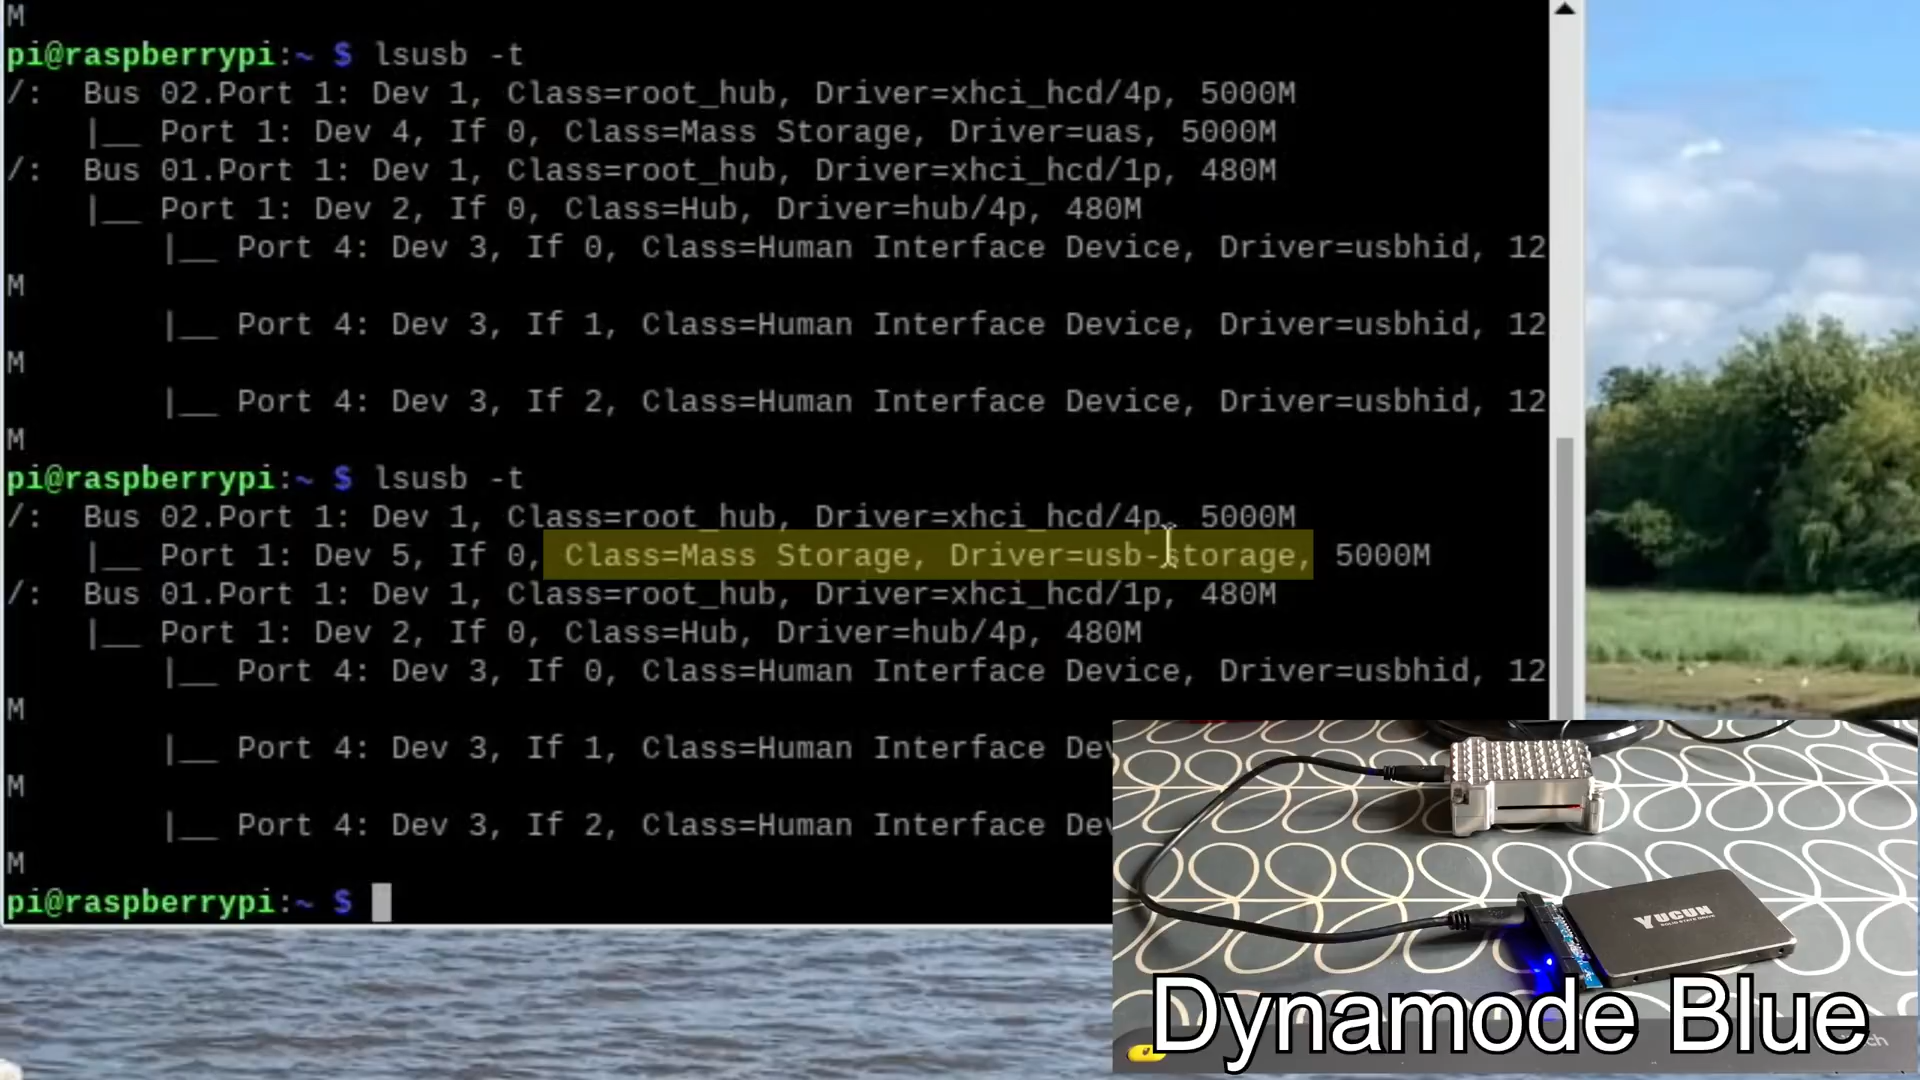 M
pi@raspberrypi:~ $ lsusb -t
/:  Bus 02.Port 1: Dev 1, Class=root_hub, Driver=xhci_hcd/4p, 5000M
    |__ Port 1: Dev 4, If 0, Class=Mass Storage, Driver=uas, 5000M
/:  Bus 01.Port 1: Dev 1, Class=root_hub, Driver=xhci_hcd/1p, 480M
    |__ Port 1: Dev 2, If 0, Class=Hub, Driver=hub/4p, 480M
        |__ Port 4: Dev 3, If 0, Class=Human Interface Device, Driver=usbhid, 12
M
        |__ Port 4: Dev 3, If 1, Class=Human Interface Device, Driver=usbhid, 12
M
        |__ Port 4: Dev 3, If 2, Class=Human Interface Device, Driver=usbhid, 12
M
pi@raspberrypi:~ $ lsusb -t
/:  Bus 02.Port 1: Dev 1, Class=root_hub, Driver=xhci_hcd/4p, 5000M
    |__ Port 1: Dev 5, If 0, Class=Mass Storage, Driver=usb-storage, 5000M
/:  Bus 01.Port 1: Dev 1, Class=root_hub, Driver=xhci_hcd/1p, 480M
    |__ Port 1: Dev 2, If 0, Class=Hub, Driver=hub/4p, 480M
        |__ Port 4: Dev 3, If 0, Class=Human Interface Device, Driver=usbhid, 12
M
        |__ Port 4: Dev 3, If 1, Class=Human Interface Dev
M
        |__ Port 4: Dev 3, If 2, Class=Human Interface Dev
M
pi@raspberrypi:~ $
YUCUN
SOLID STATE DRIVE
Dynamode Blue